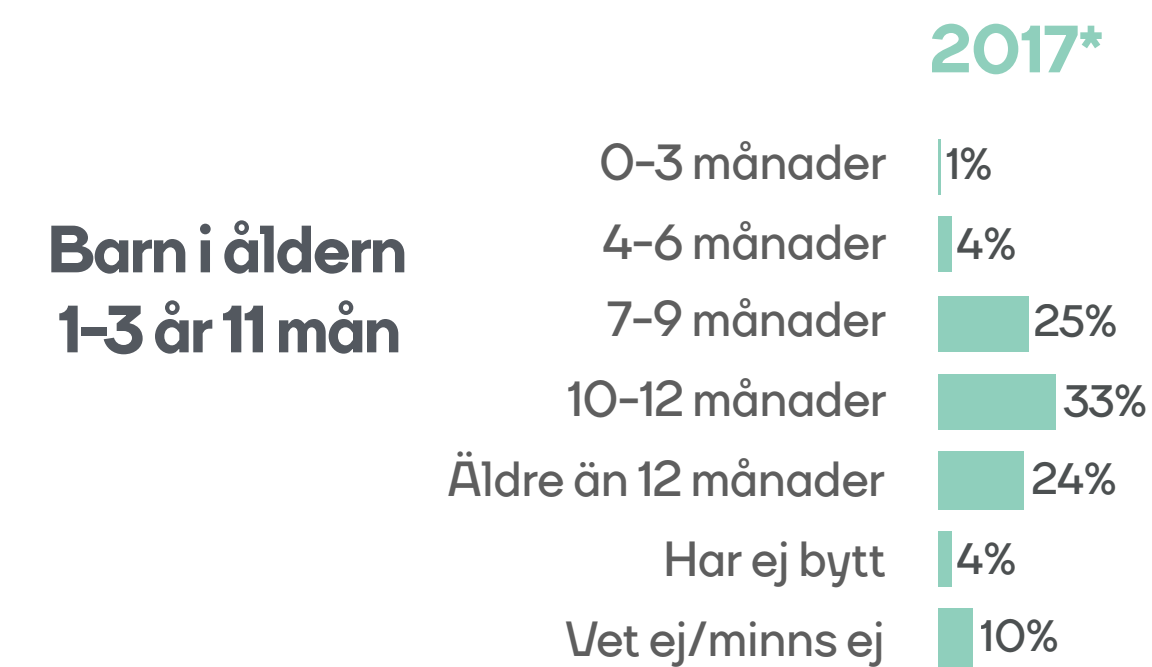 2017*
0–3 månader 1%
4–6 månader 4%
Barn i åldern
1–3 år 11 mån
7–9 månader 25%
10–12 månader 33%
Äldre än 12 månader 24%
Har ej bytt 4%
Vet ej/minns ej 10%